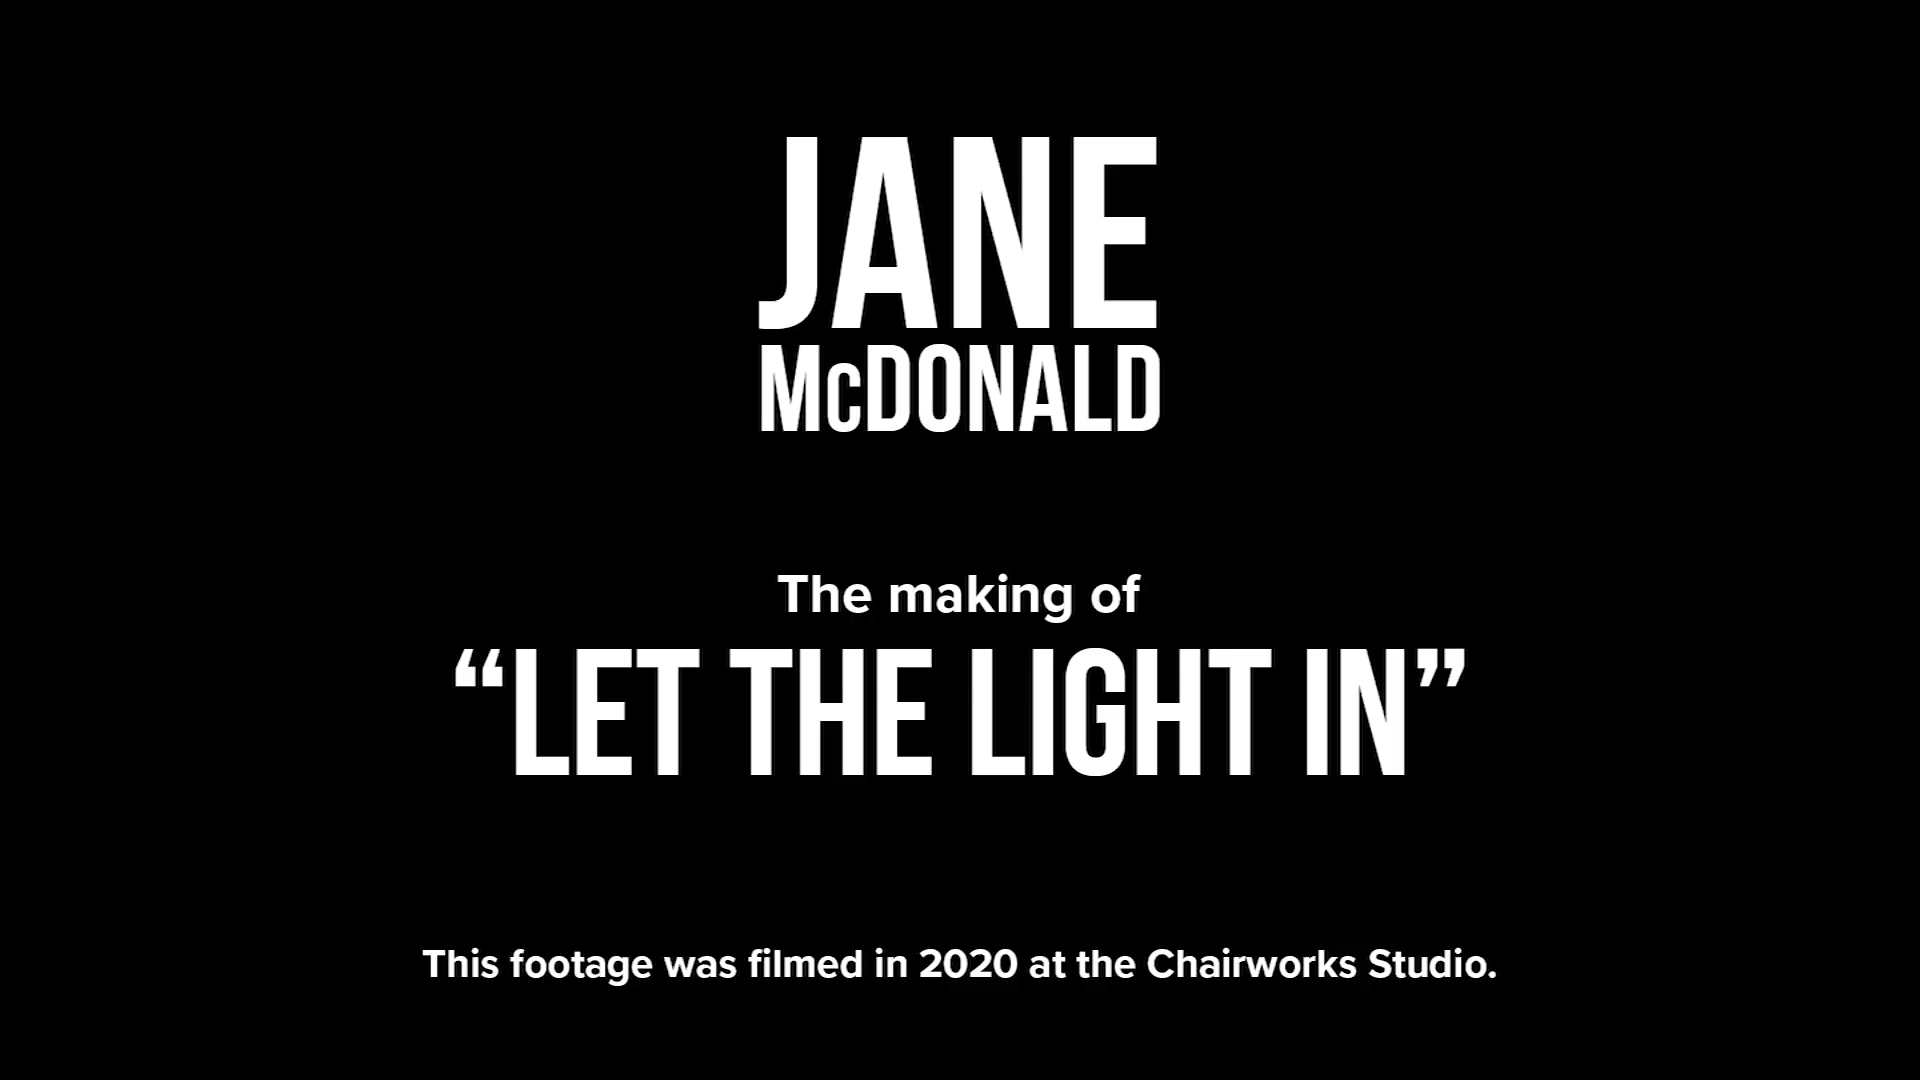 JANE
McDONALD
The making of
“LET THE LIGHT IN”
This footage was filmed in 2020 at the Chairworks Studio.